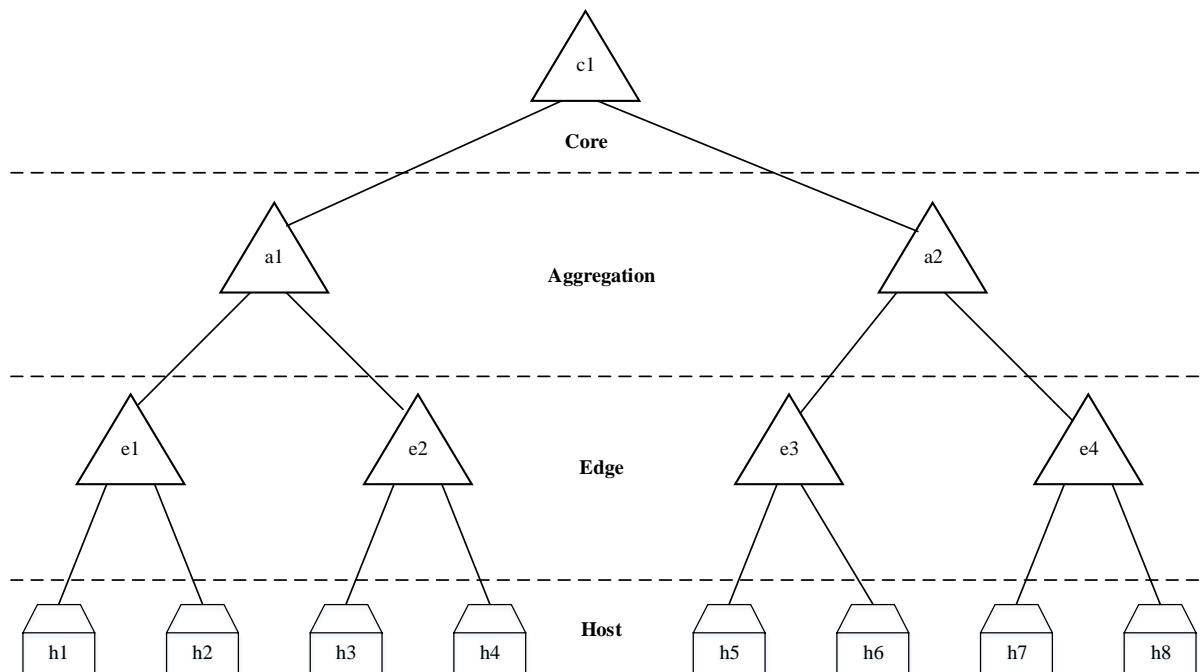 c1
Core
a1
Aggregation
a2
e1
e2
Edge
e3
e4
h1
h2
h3
h4
Host
h5
h6
h7
h8